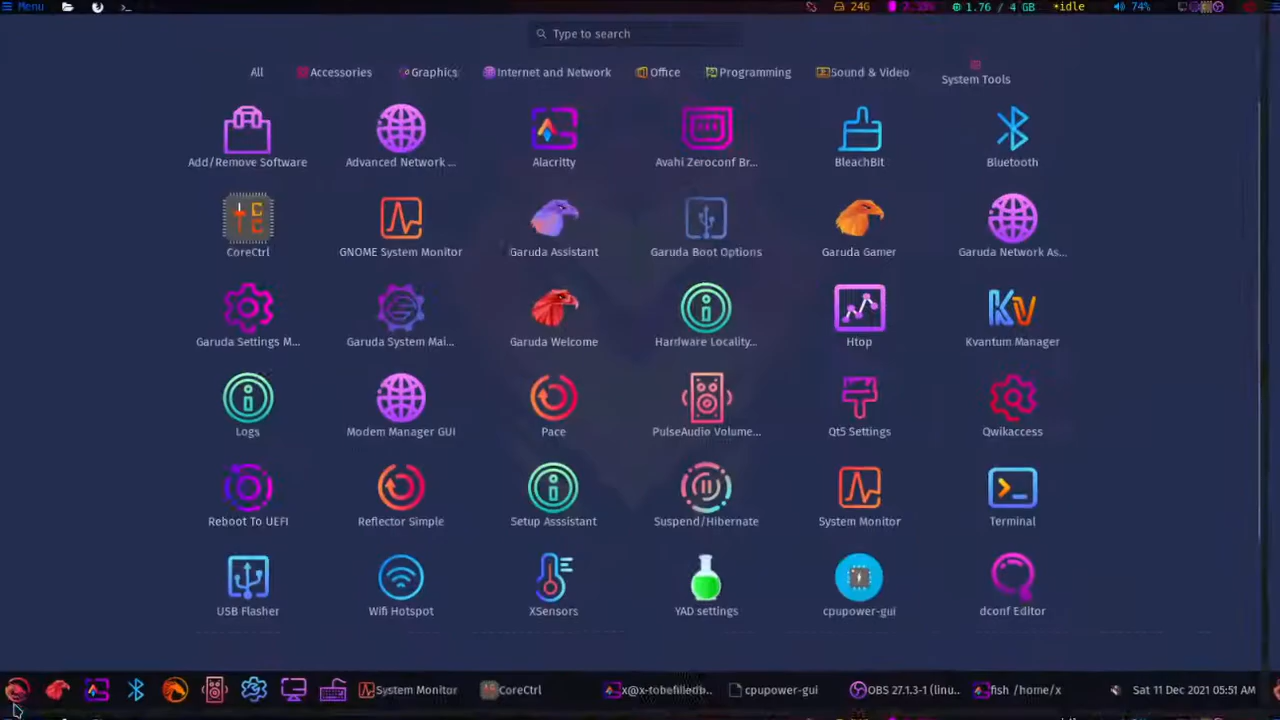 Menu
24G
1.76 / 4 GB
idle
74%
Type to search
All
Accessories
Graphics
Internet and Network
Office
Programming
Sound & Video
System Tools
Add/Remove Software
Advanced Network ...
Alacritty
Avahi Zeroconf Br...
BleachBit
Bluetooth
CoreCtrl
GNOME System Monitor
Garuda Assistant
Garuda Boot Options
Garuda Gamer
Garuda Network As...
Garuda Settings M...
Garuda System Mai...
Garuda Welcome
Hardware Locality...
Htop
Kvantum Manager
Logs
Modem Manager GUI
Pace
PulseAudio Volume...
Qt5 Settings
Qwikaccess
Reboot To UEFI
Reflector Simple
Setup Asssistant
Suspend/Hibernate
System Monitor
Terminal
USB Flasher
Wifi Hotspot
XSensors
YAD settings
cpupower-gui
dconf Editor
System Monitor
CoreCtrl
x@x-tobefilledb..
cpupower-gui
OBS 27.1.3-1 (linu..
fish /home/x
Sat 11 Dec 2021 05:51 AM